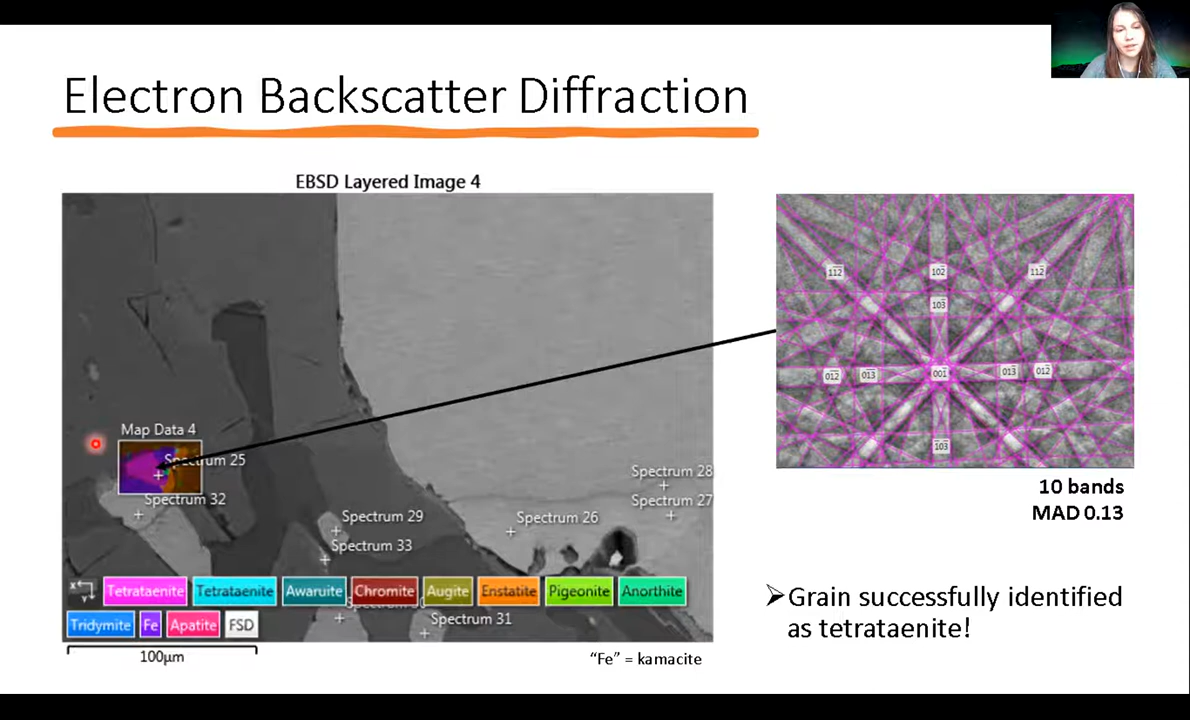 Electron Backscatter Diffraction
EBSD Layered Image 4
Map Data 4
Spectrum 25
Spectrum 32
Spectrum 29
Spectrum 33
Spectrum 26
Spectrum 28
Spectrum 27
Spectrum 31
Tetrataenite Tetrataenite Awaruite Chromite Augite Enstatite Pigeonite Anorthite
Tridymite Fe Apatite FSD
100μm
“Fe” = kamacite
112̅ 102̅ 112̅
103̅
012̅ 013̅ 001̅ 013̅ 012̅
1̅03̅
10 bands
MAD 0.13
➢Grain successfully identified
as tetrataenite!